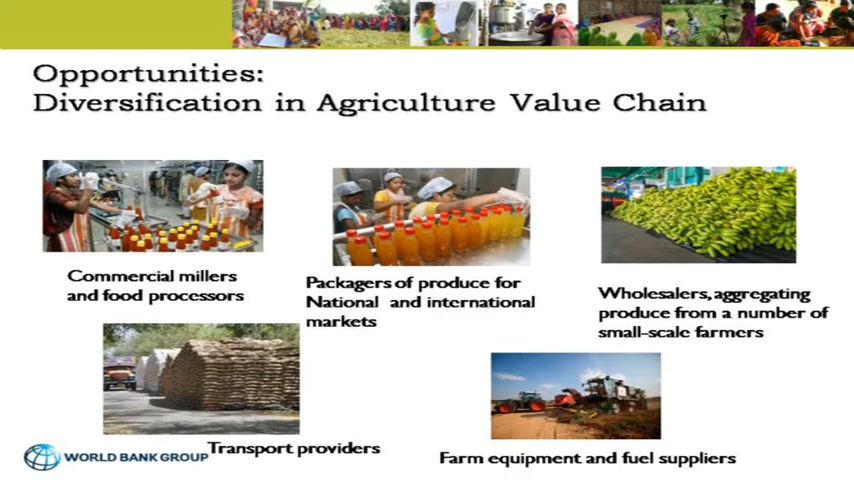 Opportunities:
Diversification in Agriculture Value Chain
Commercial millers
and food processors
Packagers of produce for
National and international
markets
Wholesalers, aggregating
produce from a number of
small-scale farmers
Transport providers
Farm equipment and fuel suppliers
WORLD BANK GROUP